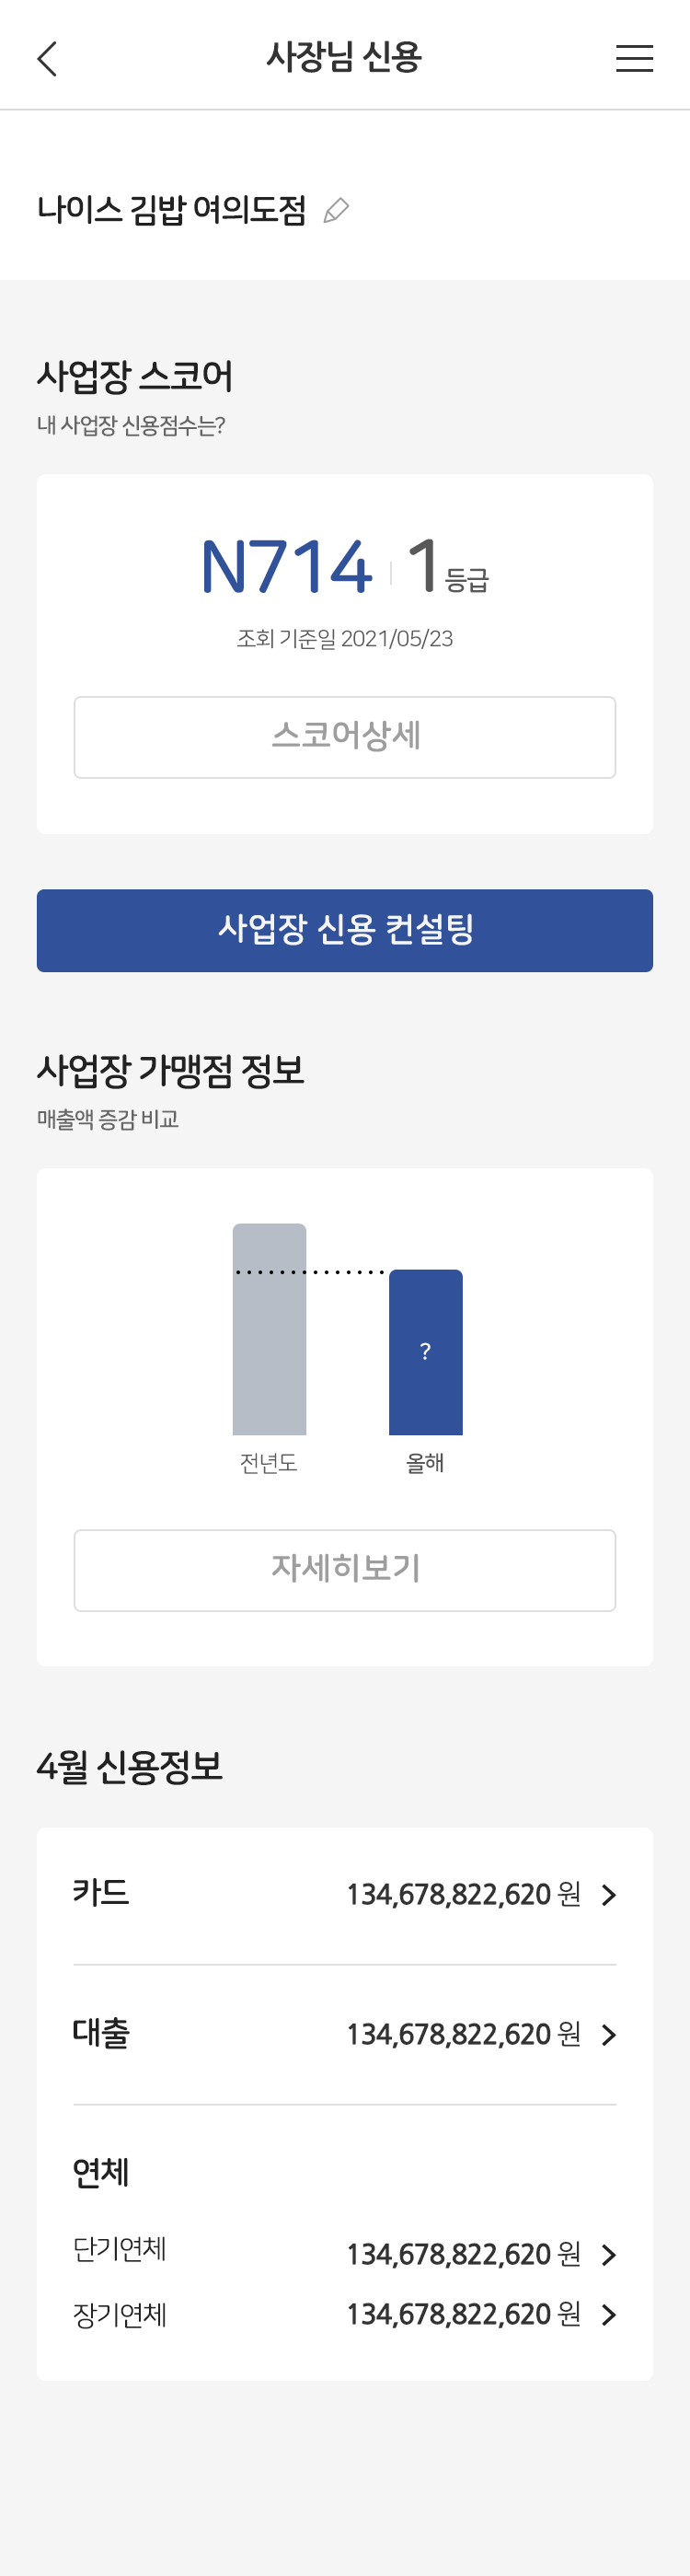 사장님 신용
나이스 김밥 여의도점
사업장 스코어
내 사업장 신용점수는?
N714 1등급
조회 기준일 2021/05/23
스코어상세
사업장 신용 컨설팅
사업장 가맹점 정보
매출액 증감 비교
?
전년도 올해
자세히보기
4월 신용정보
카드 134,678,822,620 원
대출 134,678,822,620 원
연체
단기연체 134,678,822,620 원
장기연체 134,678,822,620 원